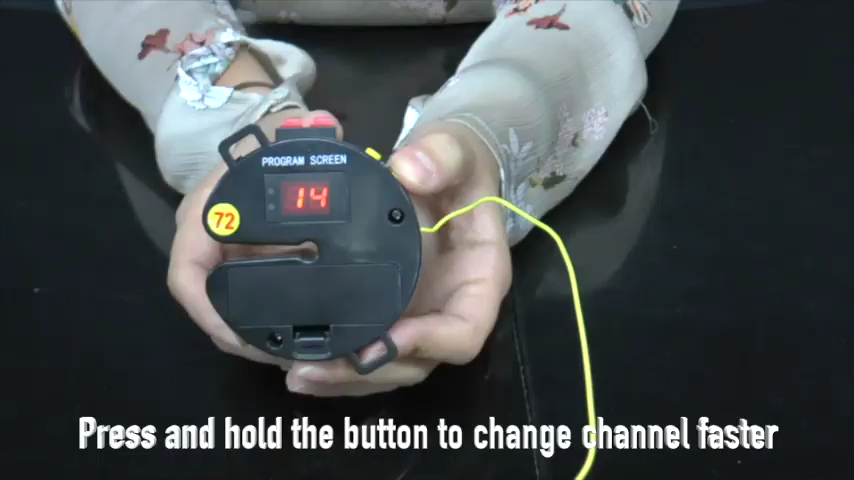 PROGRAM SCREEN
14
72
Press and hold the button to change channel faster